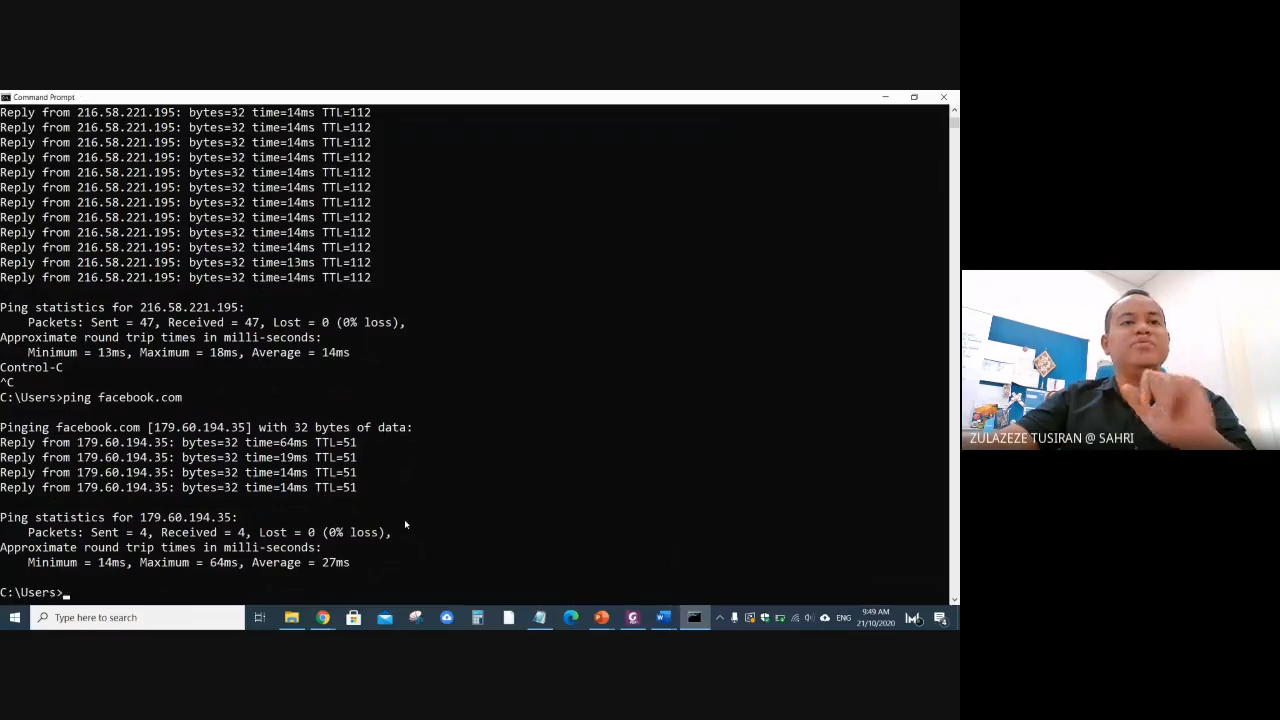 Command Prompt
Reply from 216.58.221.195: bytes=32 time=14ms TTL=112
Reply from 216.58.221.195: bytes=32 time=14ms TTL=112
Reply from 216.58.221.195: bytes=32 time=14ms TTL=112
Reply from 216.58.221.195: bytes=32 time=14ms TTL=112
Reply from 216.58.221.195: bytes=32 time=14ms TTL=112
Reply from 216.58.221.195: bytes=32 time=14ms TTL=112
Reply from 216.58.221.195: bytes=32 time=14ms TTL=112
Reply from 216.58.221.195: bytes=32 time=14ms TTL=112
Reply from 216.58.221.195: bytes=32 time=14ms TTL=112
Reply from 216.58.221.195: bytes=32 time=14ms TTL=112
Reply from 216.58.221.195: bytes=32 time=13ms TTL=112
Reply from 216.58.221.195: bytes=32 time=14ms TTL=112
Ping statistics for 216.58.221.195:
Packets: Sent = 47, Received = 47, Lost = 0 (0% loss),
Approximate round trip times in milli-seconds:
Minimum = 13ms, Maximum = 18ms, Average = 14ms
Control-C
^C
C:\Users>ping facebook.com
Pinging facebook.com [179.60.194.35] with 32 bytes of data:
Reply from 179.60.194.35: bytes=32 time=64ms TTL=51
Reply from 179.60.194.35: bytes=32 time=19ms TTL=51
Reply from 179.60.194.35: bytes=32 time=14ms TTL=51
Reply from 179.60.194.35: bytes=32 time=14ms TTL=51
Ping statistics for 179.60.194.35:
Packets: Sent = 4, Received = 4, Lost = 0 (0% loss),
Approximate round trip times in milli-seconds:
Minimum = 14ms, Maximum = 64ms, Average = 27ms
C:\Users>
Type here to search
ENG
9:49 AM
21/10/2020
ZULAZEZE TUSIRAN @ SAHRI